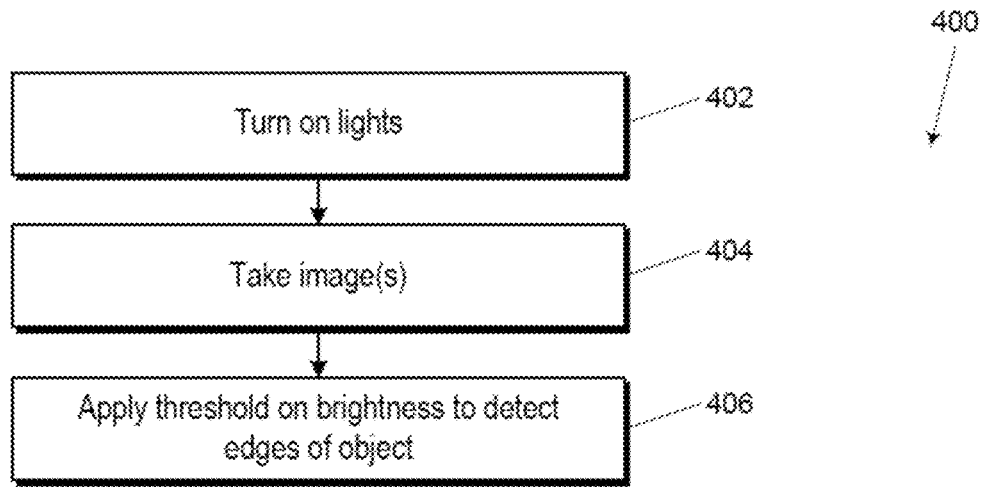 400
Turn on lights
402
Take image(s)
404
Apply threshold on brightness to detect
edges of object
406